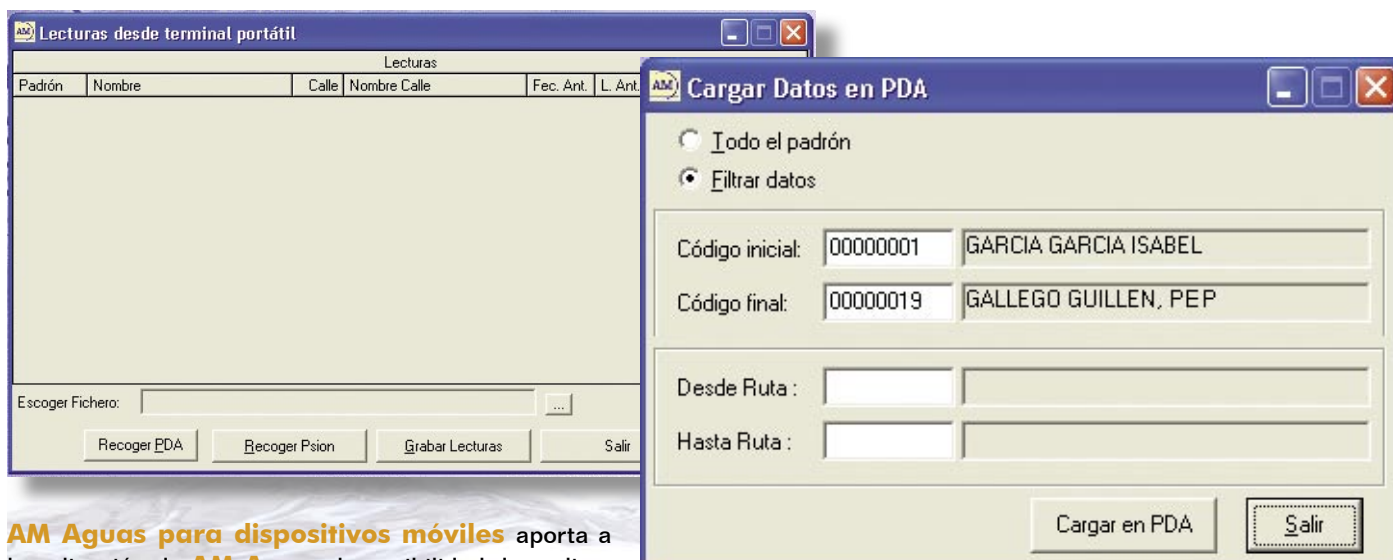 AM Lecturas desde terminal portátil
Lecturas
Padrón Nombre Calle Nombre Calle Fec. Ant. L. Ant.
Escoger Fichero: ...
Recoger PDA Recoger Psion Grabar Lecturas Salir
AM Cargar Datos en PDA
Todo el padrón
Filtrar datos
Código inicial: 00000001 GARCIA GARCIA ISABEL
Código final: 00000019 GALLEGO GUILLEN, PEP
Desde Ruta :
Hasta Ruta :
Cargar en PDA Salir
AM Aguas para dispositivos móviles aporta a